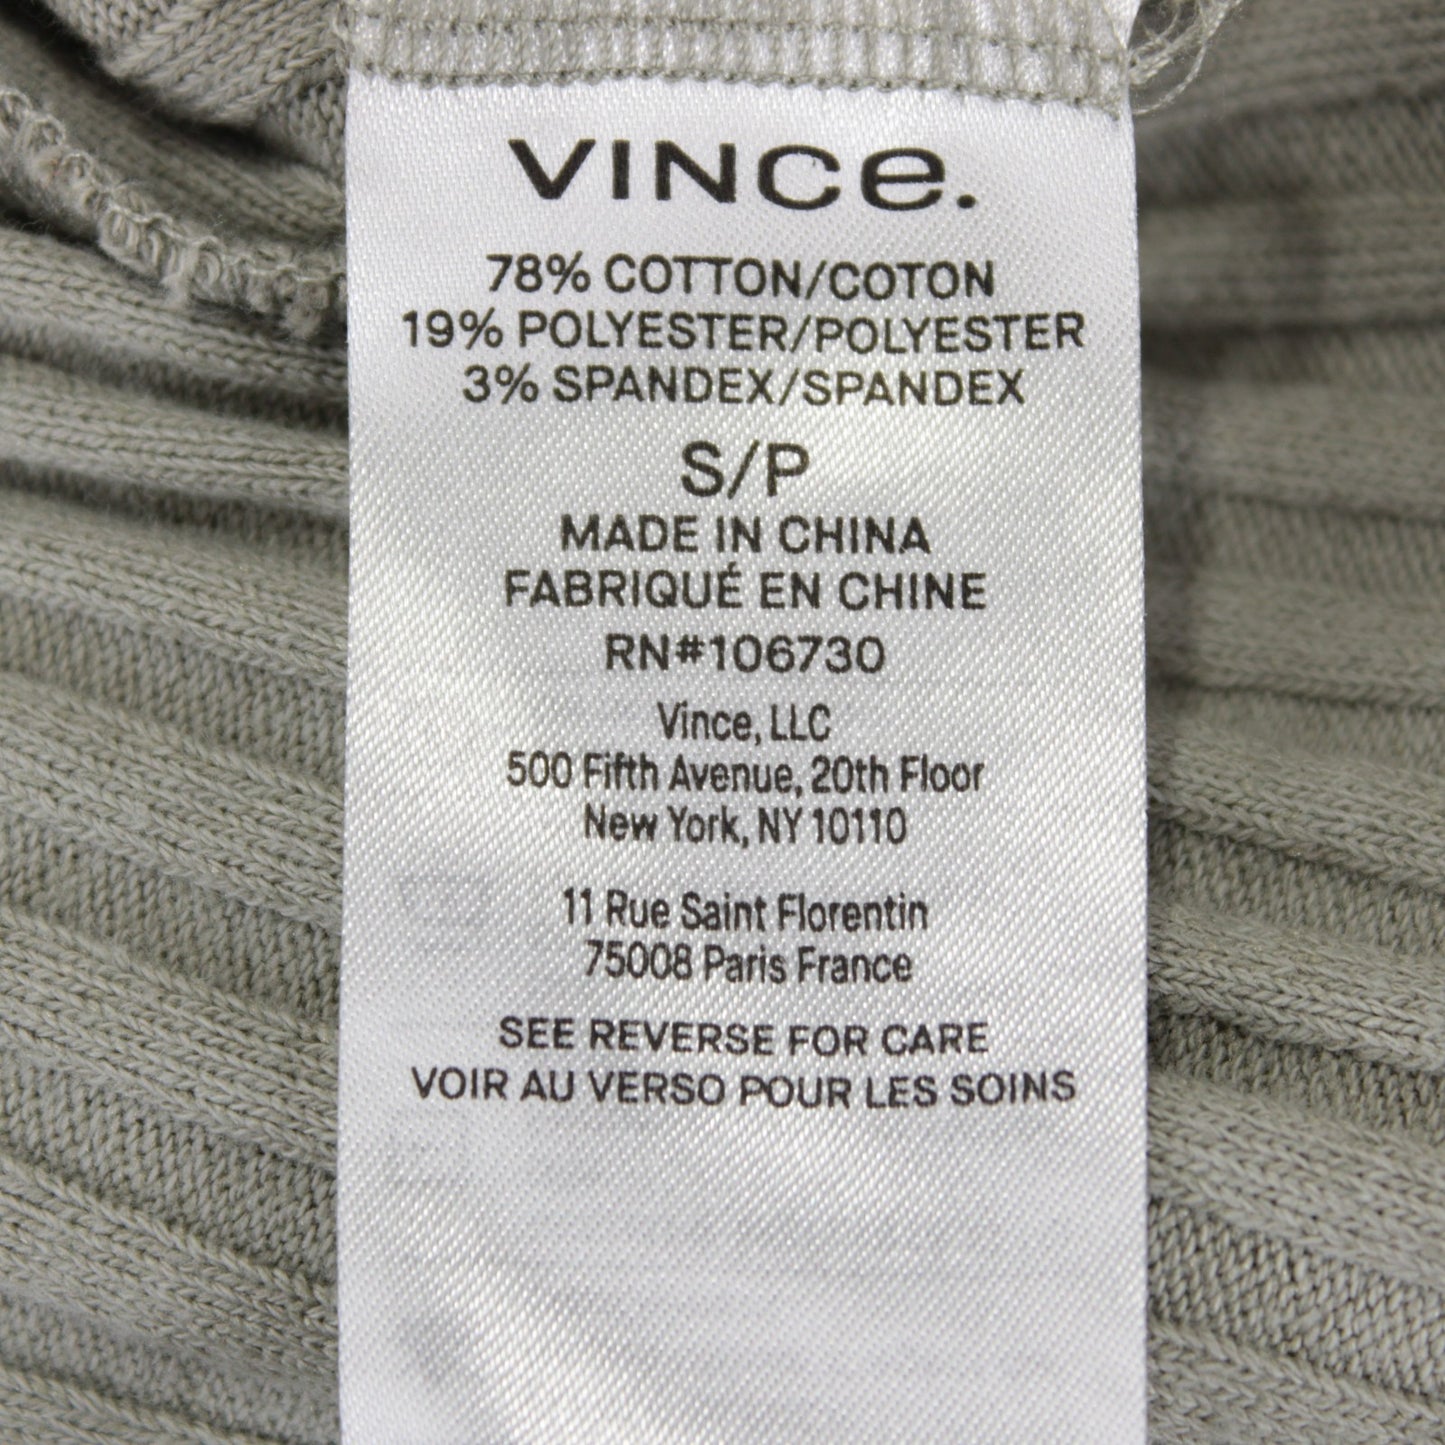 VINCe.
78% COTTON/COTON
19% POLYESTER/POLYESTER
3% SPANDEX/SPANDEX
S/P
MADE IN CHINA
FABRIQUÉ EN CHINE
RN#106730
Vince, LLC
500 Fifth Avenue, 20th Floor
New York, NY 10110
11 Rue Saint Florentin
75008 Paris France
SEE REVERSE FOR CARE
VOIR AU VERSO POUR LES SOINS